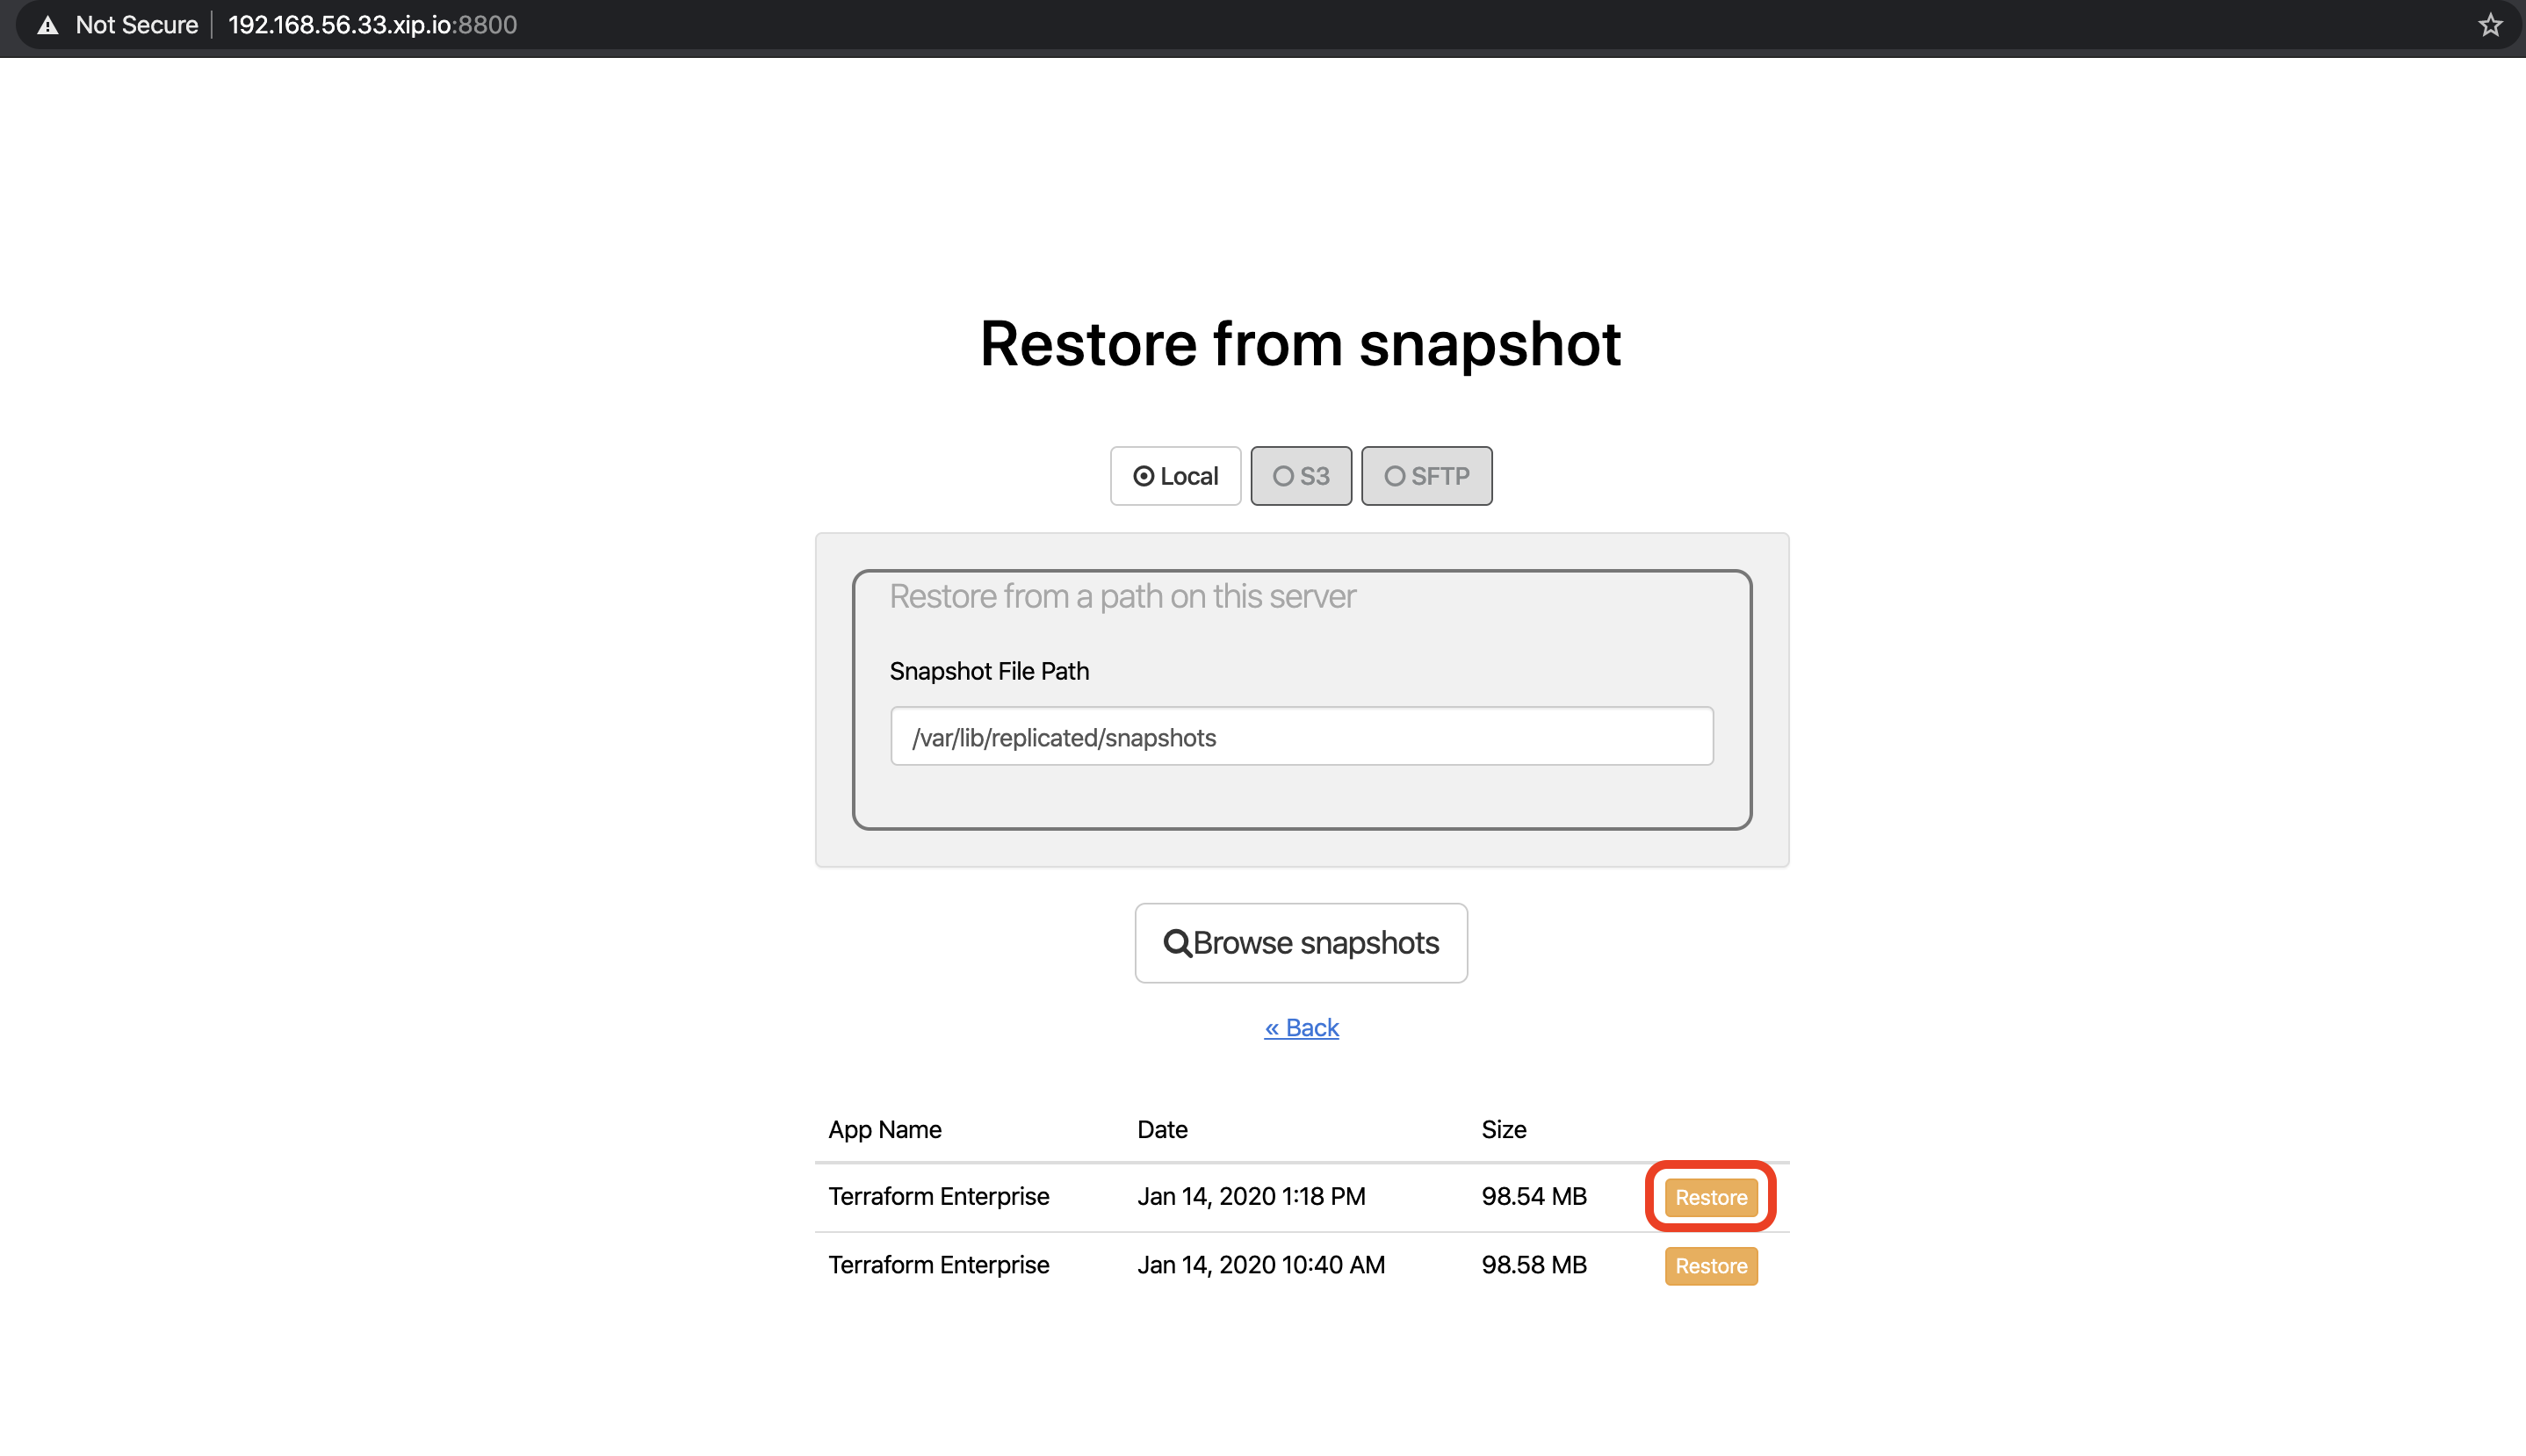 Not Secure 192.168.56.33.xip.io:8800
Restore from snapshot
Local S3 SFTP
Restore from a path on this server
Snapshot File Path
/var/lib/replicated/snapshots
Browse snapshots
« Back
App Name Date Size
Terraform Enterprise Jan 14, 2020 1:18 PM 98.54 MB Restore
Terraform Enterprise Jan 14, 2020 10:40 AM 98.58 MB Restore